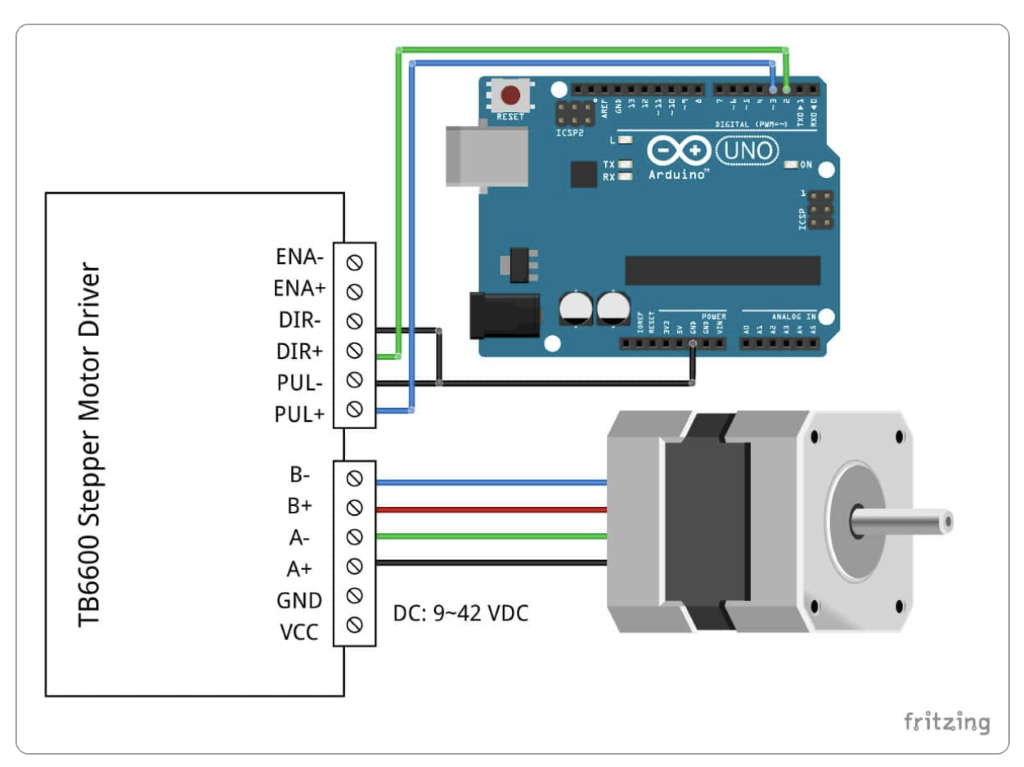 RESET
ICSP2
AREF
GND
13
12
~11
~10
~9
8
7
~6
~5
4
~3
2
TX0▶1
RX0◀0
DIGITAL (PWM=~)
L
TX
RX
UNO
Arduino™
ON
1
ICSP
IOREF
RESET
3V3
5V
GND
GND
VIN
POWER
ANALOG IN
A0
A1
A2
A3
A4
A5
TB6600 Stepper Motor Driver
ENA-
ENA+
DIR-
DIR+
PUL-
PUL+
B-
B+
A-
A+
GND
VCC
DC: 9~42 VDC
fritzing